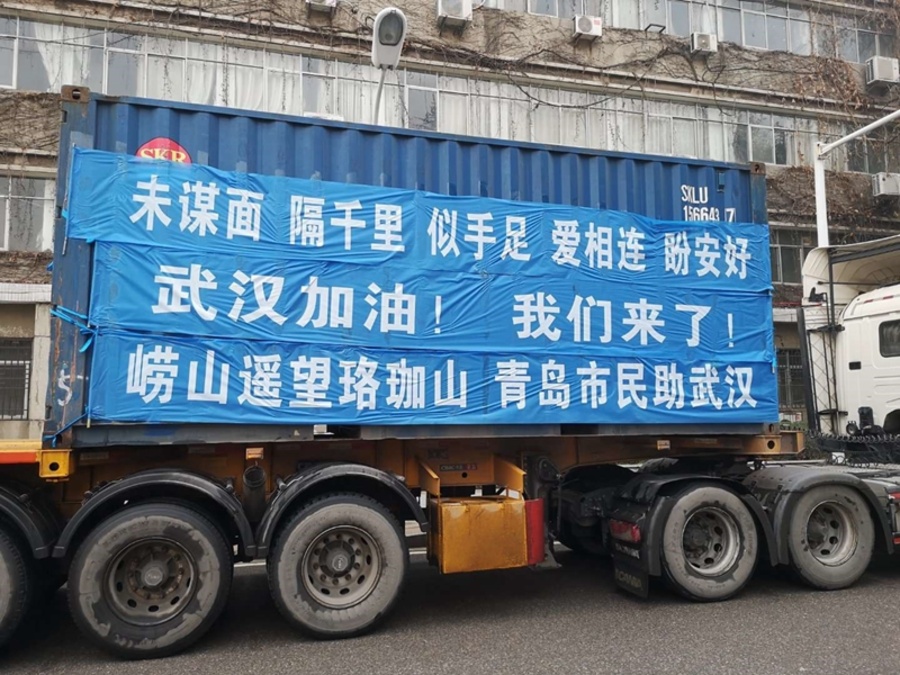 SKR
SKLU
156643 7
未谋面 隔千里 似手足 爱相连 盼安好
武汉加油! 我们来了!
崂山遥望珞珈山 青岛市民助武汉
5